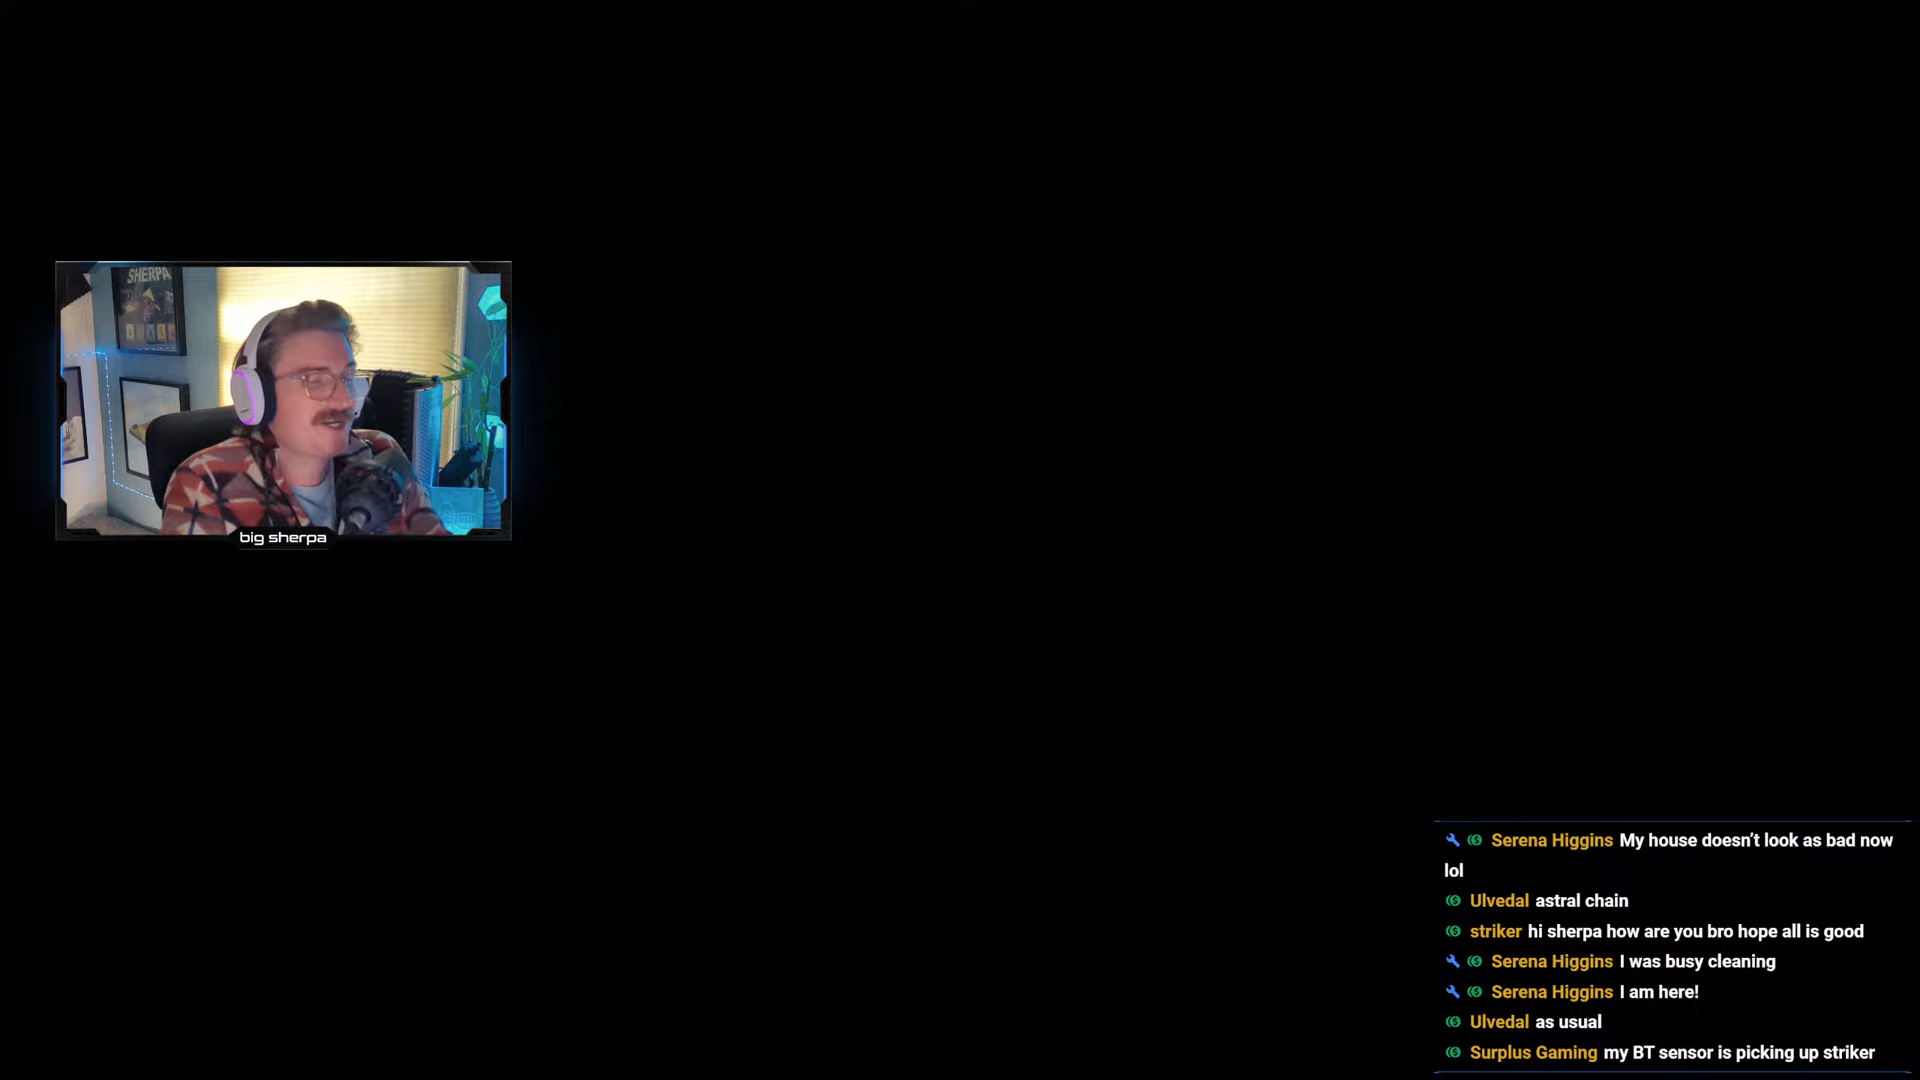 SHERPA
big sherpa
Serena Higgins My house doesn’t look as bad now
lol
Ulvedal astral chain
striker hi sherpa how are you bro hope all is good
Serena Higgins I was busy cleaning
Serena Higgins I am here!
Ulvedal as usual
Surplus Gaming my BT sensor is picking up striker